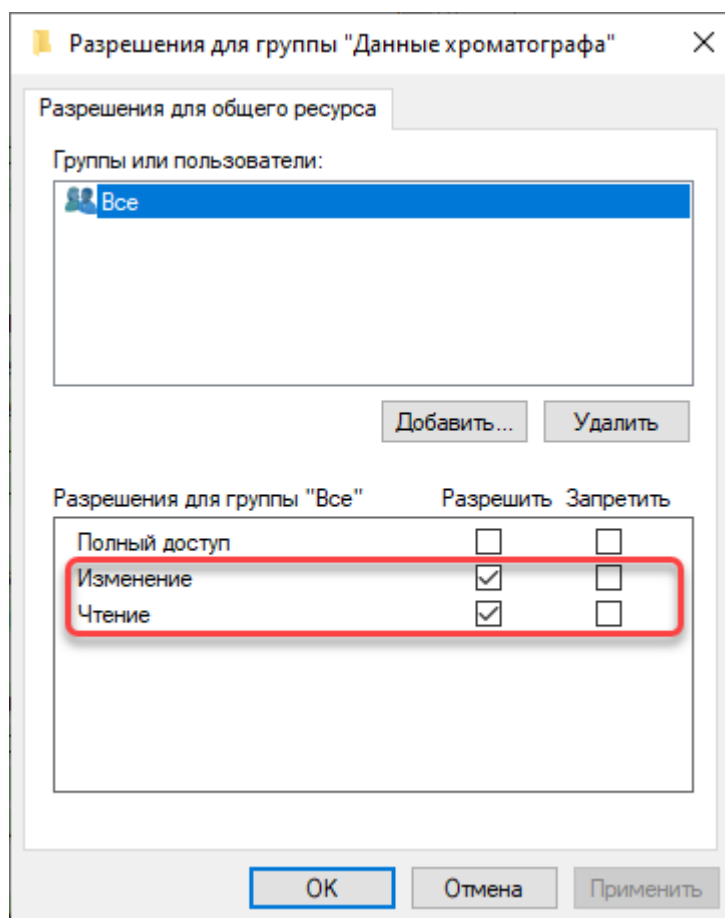 Разрешения для группы "Данные хроматографа"
Разрешения для общего ресурса
Группы или пользователи:
Все
Добавить... Удалить
Разрешения для группы "Все" Разрешить Запретить
Полный доступ
Изменение
Чтение
OK Отмена Применить